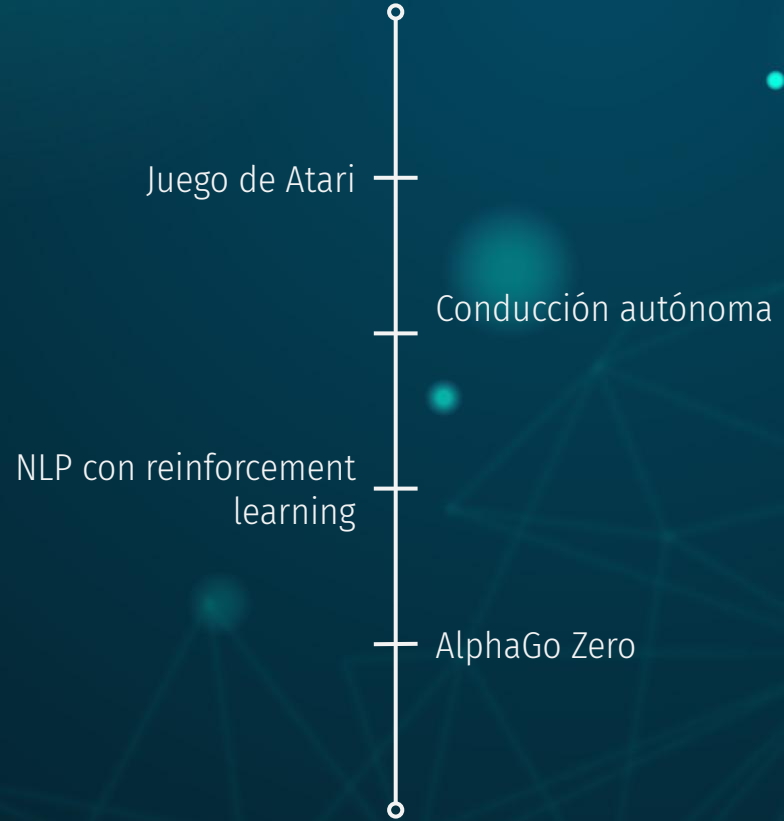 Juego de Atari
Conducción autónoma
NLP con reinforcement
learning
AlphaGo Zero